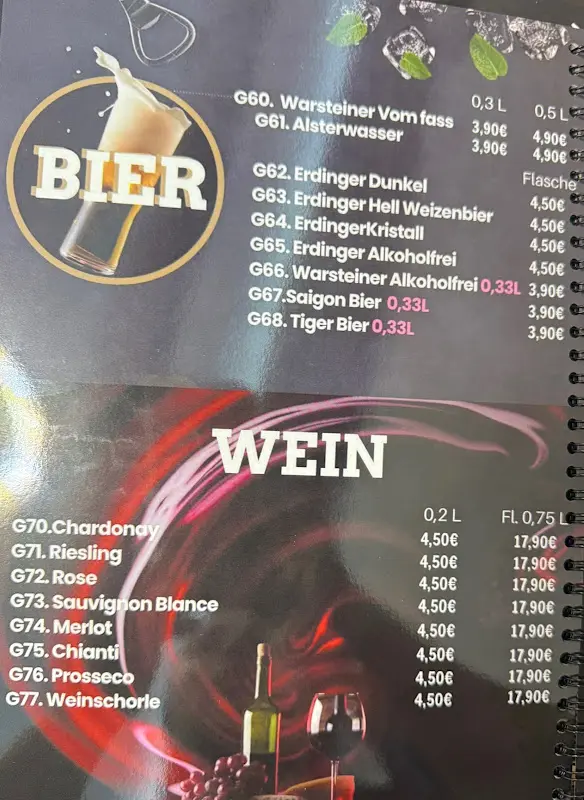 BIER
0,3 L 0,5 L
G60. Warsteiner Vom fass 3,90€ 4,90€
G61. Alsterwasser 3,90€ 4,90€
Flasche
G62. Erdinger Dunkel 4,50€
G63. Erdinger Hell Weizenbier 4,50€
G64. ErdingerKristall 4,50€
G65. Erdinger Alkoholfrei 4,50€
G66. Warsteiner Alkoholfrei 0,33L 3,90€
G67.Saigon Bier 0,33L 3,90€
G68. Tiger Bier 0,33L 3,90€
WEIN
0,2 L Fl. 0,75 L
G70.Chardonay 4,50€ 17,90€
G71. Riesling 4,50€ 17,90€
G72. Rose 4,50€ 17,90€
G73. Sauvignon Blance 4,50€ 17,90€
G74. Merlot 4,50€ 17,90€
G75. Chianti 4,50€ 17,90€
G76. Prosseco 4,50€ 17,90€
G77. Weinschorle 4,50€ 17,90€